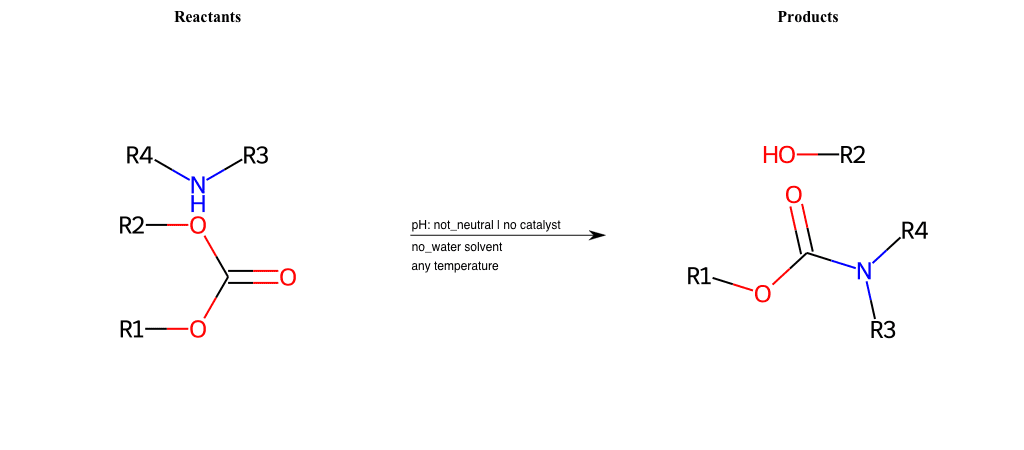 Reactants
Products
R4
R3
N
H
R2
O
O
R1
O
pH: not_neutral | no catalyst
no_water solvent
any temperature
HO
R2
O
R4
R1
N
O
R3